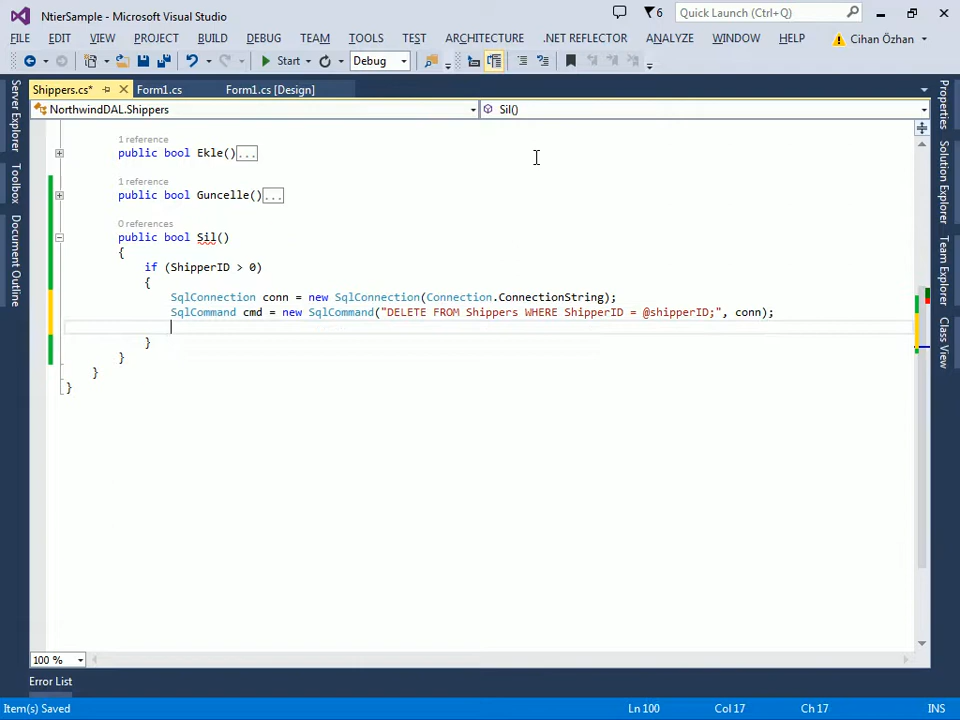 NtierSample - Microsoft Visual Studio
6
Quick Launch (Ctrl+Q)
FILE EDIT VIEW PROJECT BUILD DEBUG TEAM TOOLS TEST ARCHITECTURE .NET REFLECTOR ANALYZE WINDOW HELP Cihan Özhan
Start Debug
Shippers.cs* Form1.cs Form1.cs [Design]
NorthwindDAL.Shippers Sil()
Server Explorer
Toolbox
Document Outline
1 reference
public bool Ekle()...
1 reference
public bool Guncelle()...
0 references
public bool Sil()
{
if (ShipperID > 0)
{
SqlConnection conn = new SqlConnection(Connection.ConnectionString);
SqlCommand cmd = new SqlCommand("DELETE FROM Shippers WHERE ShipperID = @shipperID;", conn);
}
}
}
}
Properties
Solution Explorer
Team Explorer
Class View
100 %
Error List
Item(s) Saved Ln 100 Col 17 Ch 17 INS